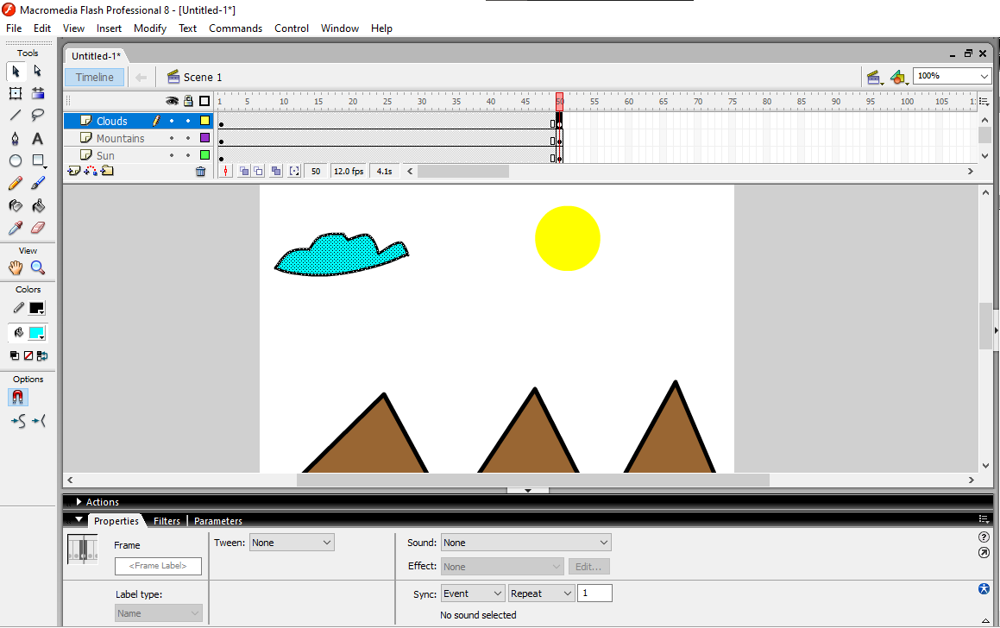 Macromedia Flash Professional 8 - [Untitled-1*]
File Edit View Insert Modify Text Commands Control Window Help
Tools
Untitled-1*
Timeline Scene 1 100%
1 5 10 15 20 25 30 35 40 45 50 55 60 65 70 75 80 85 90 95 100 105
Clouds
Mountains
Sun
50 12.0 fps 4.1s
View
Colors
Options
Actions
Properties Filters Parameters
Frame Tween: None Sound: None
<Frame Label> Effect: None Edit...
Label type: Sync: Event Repeat 1
Name No sound selected